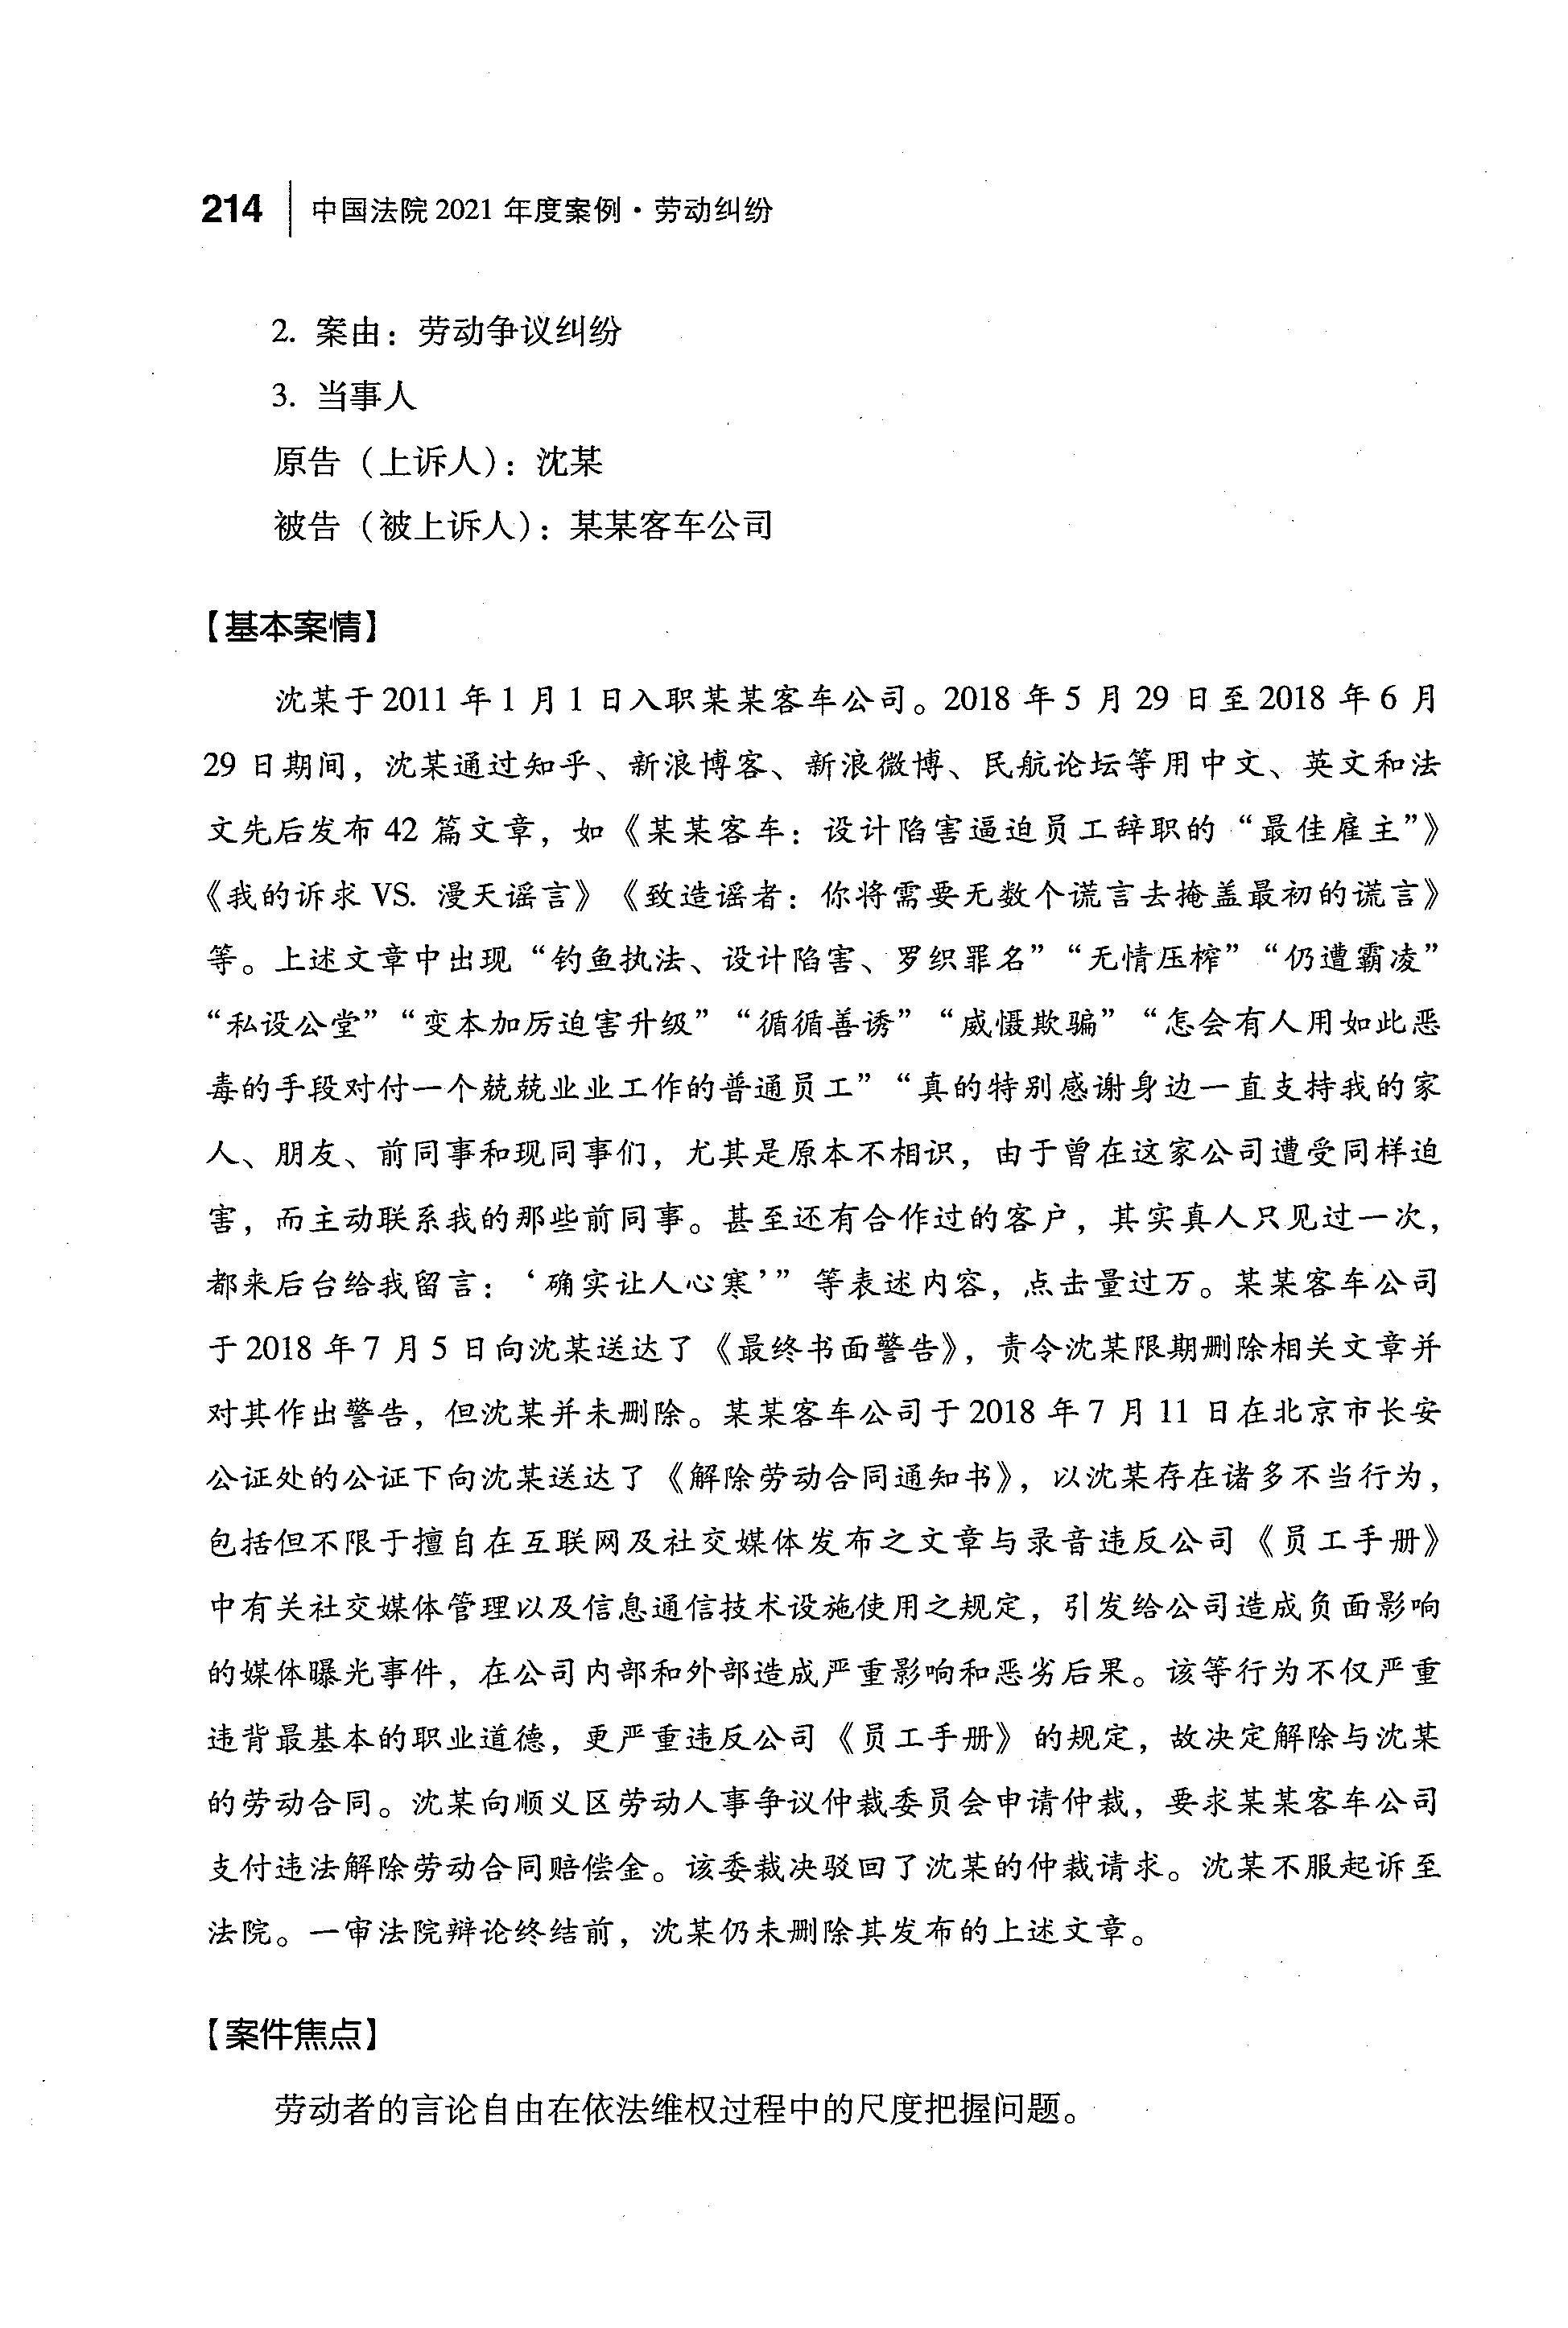 214 中国法院2021年度案例·劳动纠纷
2. 案由：劳动争议纠纷
3. 当事人
原告（上诉人）：沈某
被告（被上诉人）：某某客车公司
【基本案情】
沈某于2011年1月1日入职某某客车公司。2018年5月29日至2018年6月
29日期间，沈某通过知乎、新浪博客、新浪微博、民航论坛等用中文、英文和法
文先后发布42篇文章，如《某某客车：设计陷害逼迫员工辞职的“最佳雇主”》
《我的诉求VS. 漫天谣言》《致造谣者：你将需要无数个谎言去掩盖最初的谎言》
等。上述文章中出现“钓鱼执法、设计陷害、罗织罪名”“无情压榨”“仍遭霸凌”
“私设公堂”“变本加厉迫害升级”“循循善诱”“威慑欺骗”“怎会有人用如此恶
毒的手段对付一个兢兢业业工作的普通员工”“真的特别感谢身边一直支持我的家
人、朋友、前同事和现同事们，尤其是原本不相识，由于曾在这家公司遭受同样迫
害，而主动联系我的那些前同事。甚至还有合作过的客户，其实真人只见过一次，
都来后台给我留言：‘确实让人心寒’”等表述内容，点击量过万。某某客车公司
于2018年7月5日向沈某送达了《最终书面警告》，责令沈某限期删除相关文章并
对其作出警告，但沈某并未删除。某某客车公司于2018年7月11日在北京市长安
公证处的公证下向沈某送达了《解除劳动合同通知书》，以沈某存在诸多不当行为，
包括但不限于擅自在互联网及社交媒体发布之文章与录音违反公司《员工手册》
中有关社交媒体管理以及信息通信技术设施使用之规定，引发给公司造成负面影响
的媒体曝光事件，在公司内部和外部造成严重影响和恶劣后果。该等行为不仅严重
违背最基本的职业道德，更严重违反公司《员工手册》的规定，故决定解除与沈某
的劳动合同。沈某向顺义区劳动人事争议仲裁委员会申请仲裁，要求某某客车公司
支付违法解除劳动合同赔偿金。该委裁决驳回了沈某的仲裁请求。沈某不服起诉至
法院。一审法院辩论终结前，沈某仍未删除其发布的上述文章。
【案件焦点】
劳动者的言论自由在依法维权过程中的尺度把握问题。